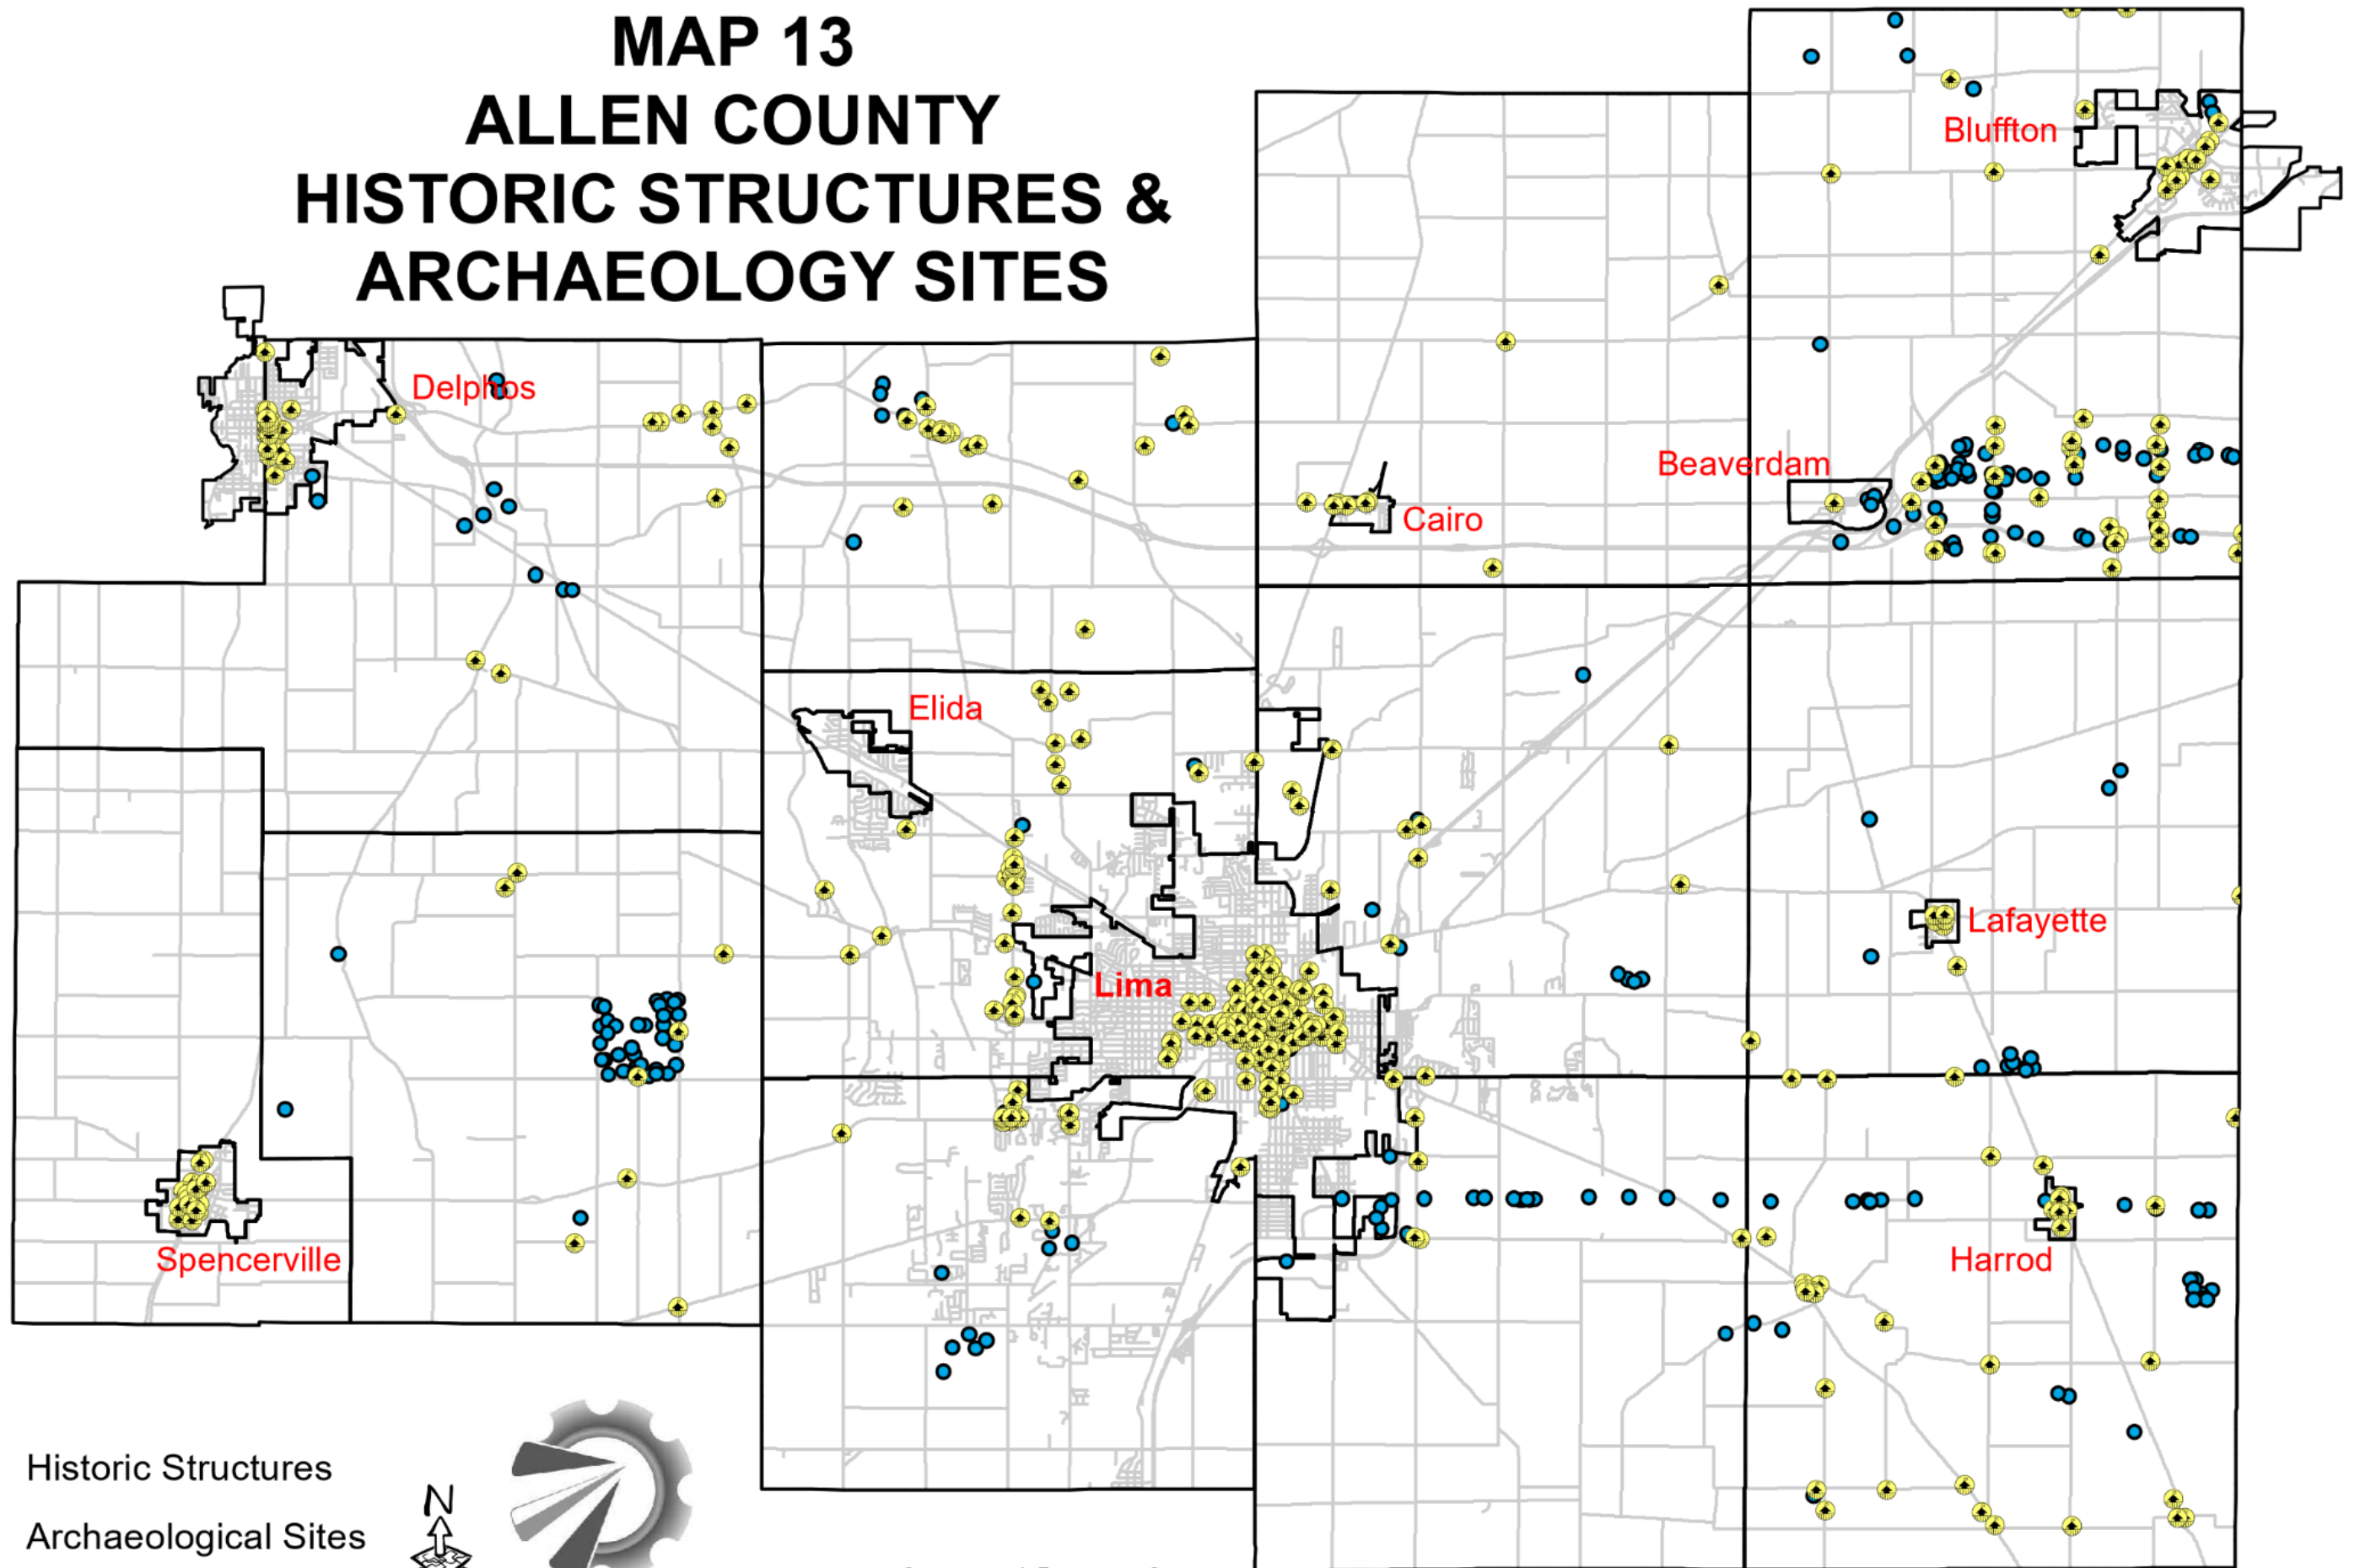 MAP 13
ALLEN COUNTY
HISTORIC STRUCTURES &
ARCHAEOLOGY SITES
Bluffton
Delphos
Beaverdam
Cairo
Elida
Lafayette
Lima
Spencerville
Harrod
Historic Structures
Archaeological Sites
N